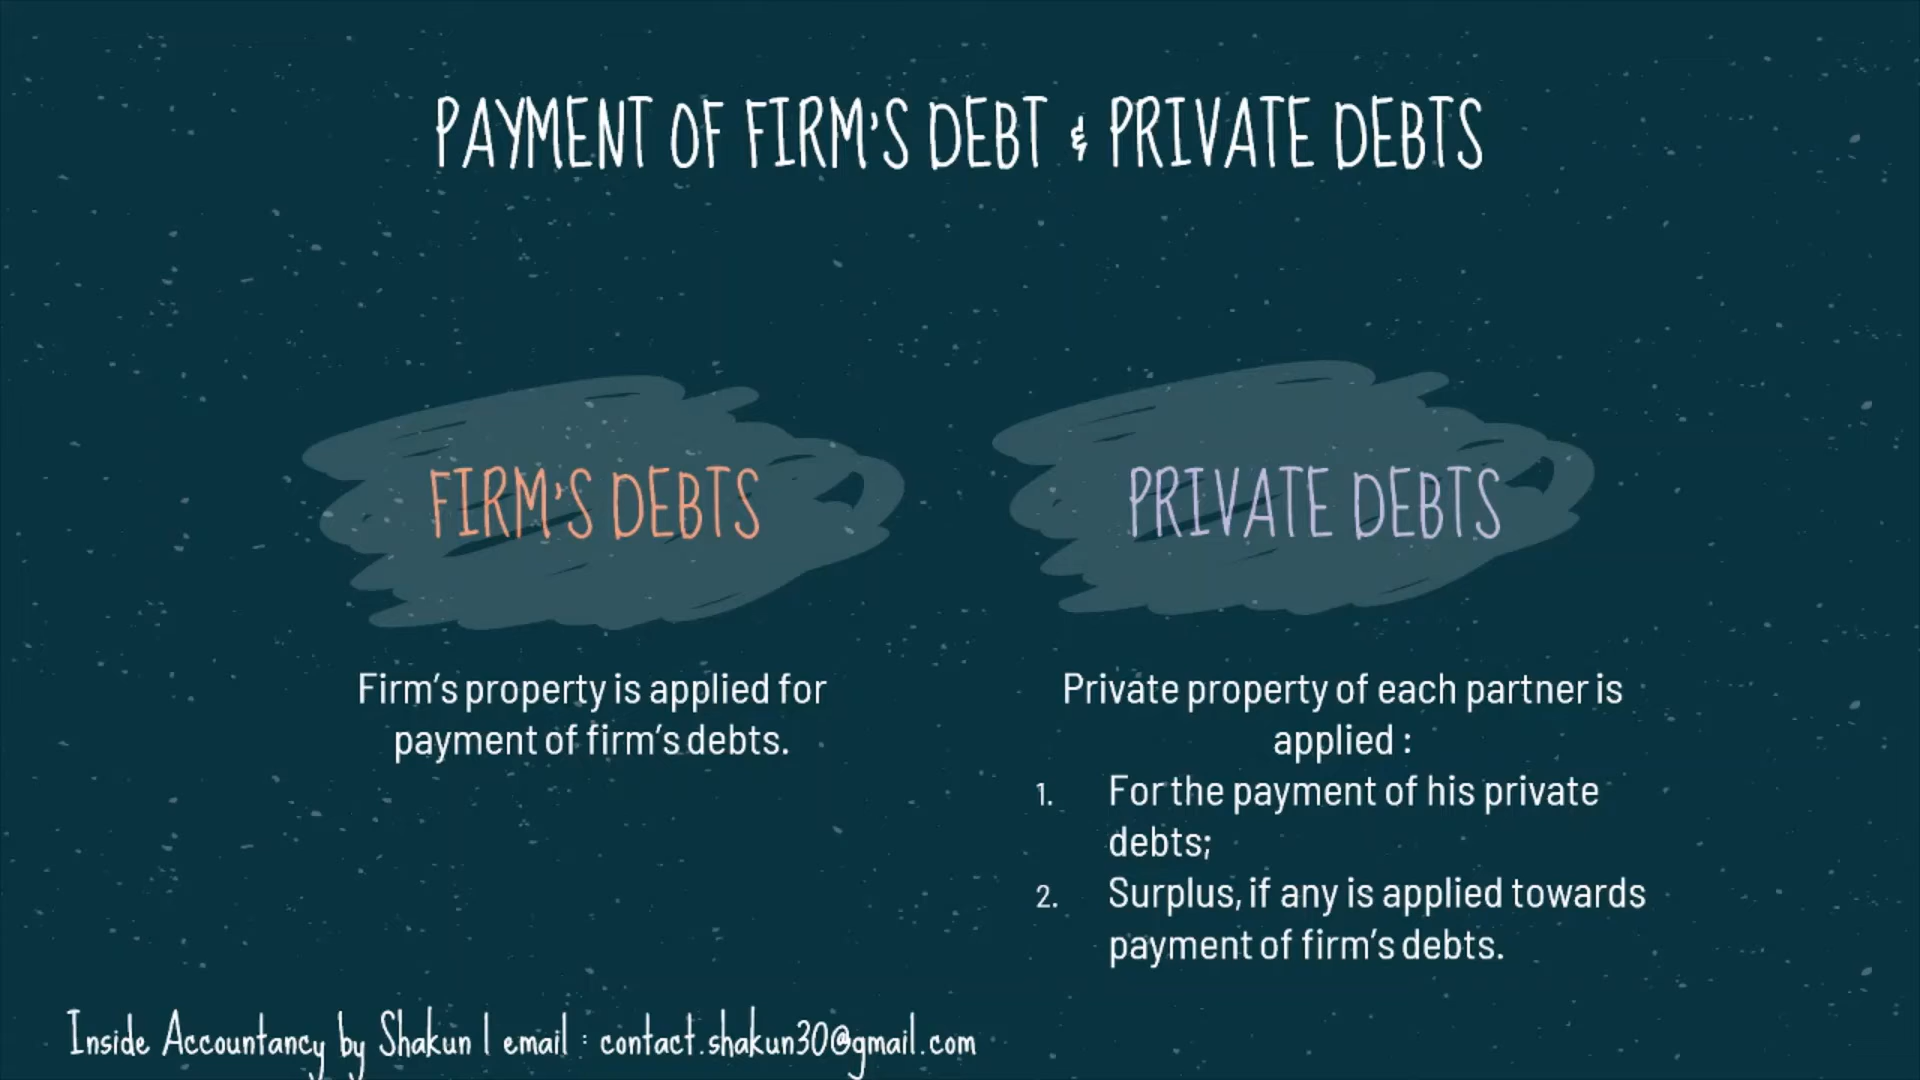 PAYMENT OF FIRM'S DEBT & PRIVATE DEBTS
FIRM'S DEBTS
Firm's property is applied for
payment of firm's debts.
PRIVATE DEBTS
Private property of each partner is
applied :
1. For the payment of his private
debts;
2. Surplus, if any is applied towards
payment of firm's debts.
Inside Accountancy by Shakun | email : contact.shakun30@gmail.com